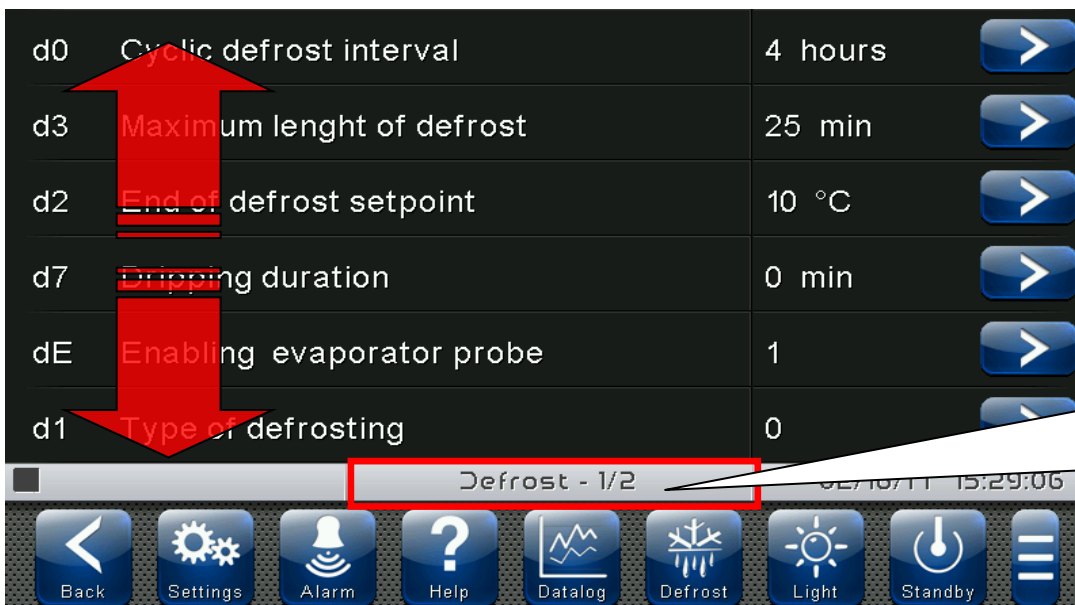 d0 Cyclic defrost interval 4 hours
d3 Maximum lenght of defrost 25 min
d2 End of defrost setpoint 10 °C
d7 Dripping duration 0 min
dE Enabling evaporator probe 1
d1 Type of defrosting 0
Defrost - 1/2 15:29:06
Back Settings Alarm Help Datalog Defrost Light Standby